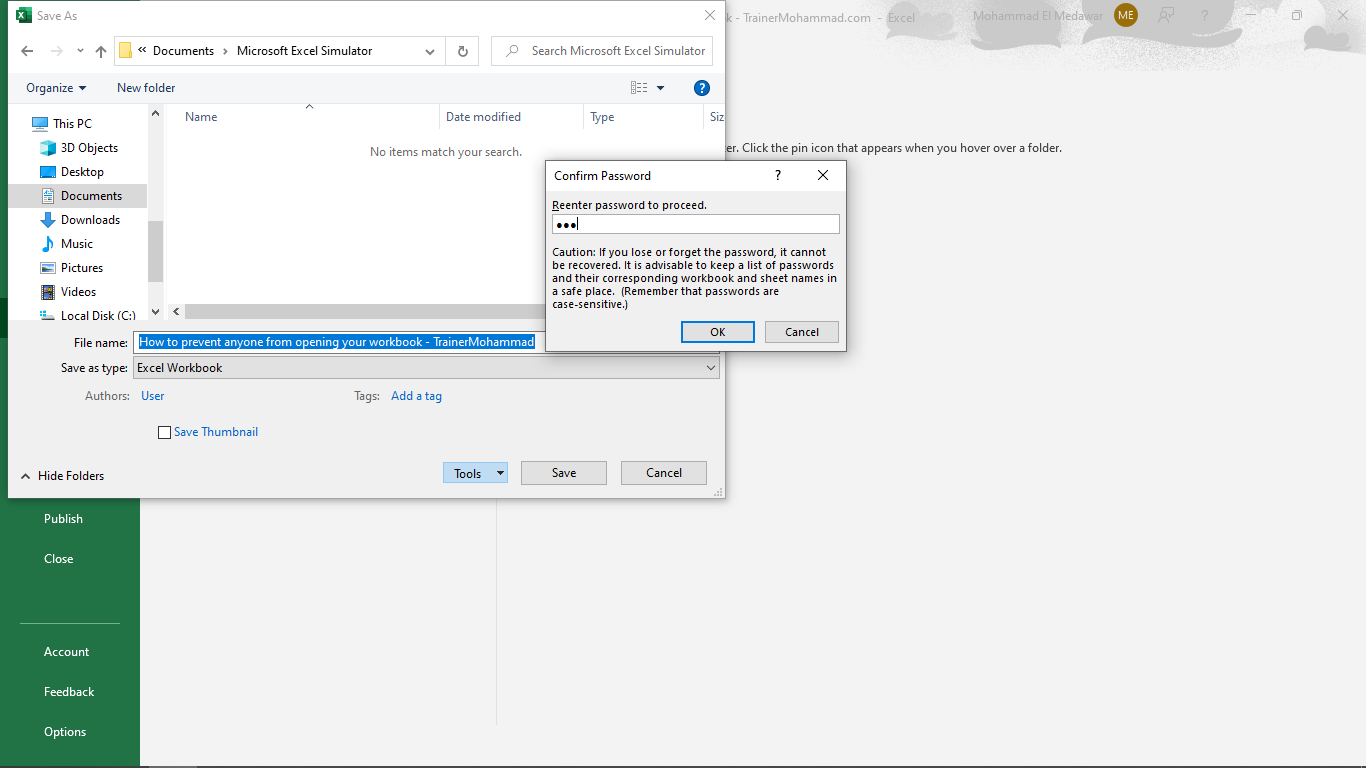 Save As
k - TrainerMohammad.com - Excel
Mohammad El Medawar
ME
?
« Documents › Microsoft Excel Simulator
Search Microsoft Excel Simulator
Organize
New folder
?
This PC
3D Objects
Desktop
Documents
Downloads
Music
Pictures
Videos
Local Disk (C:)
Name
Date modified
Type
Siz
No items match your search.
er. Click the pin icon that appears when you hover over a folder.
Confirm Password
?
Reenter password to proceed.
Caution: If you lose or forget the password, it cannot
be recovered. It is advisable to keep a list of passwords
and their corresponding workbook and sheet names in
a safe place. (Remember that passwords are
case-sensitive.)
OK
Cancel
File name: How to prevent anyone from opening your workbook - TrainerMohammad
Save as type: Excel Workbook
Authors: User
Tags: Add a tag
Save Thumbnail
Hide Folders
Tools
Save
Cancel
Publish
Close
Account
Feedback
Options